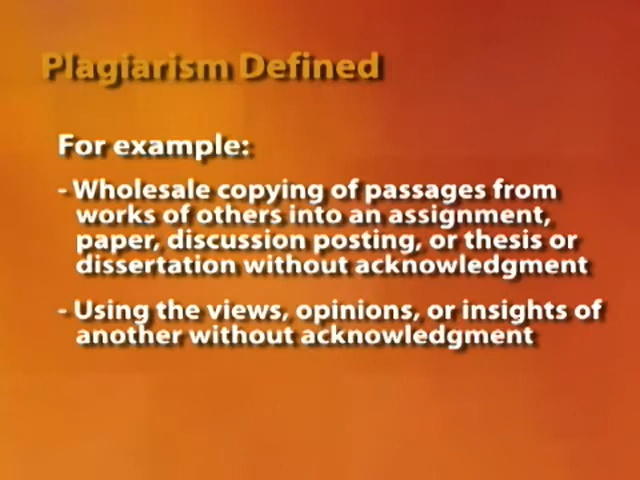 Plagiarism Defined
For example:
- Wholesale copying of passages from
works of others into an assignment,
paper, discussion posting, or thesis or
dissertation without acknowledgment
- Using the views, opinions, or insights of
another without acknowledgment